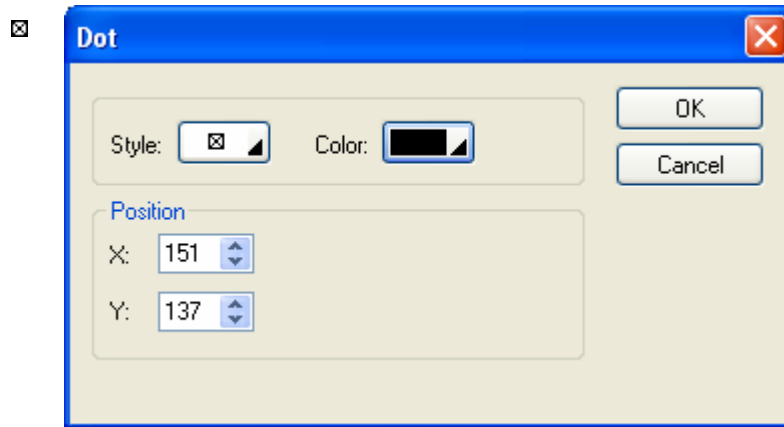 Dot
Style: Color:
OK
Cancel
Position
X: 151
Y: 137